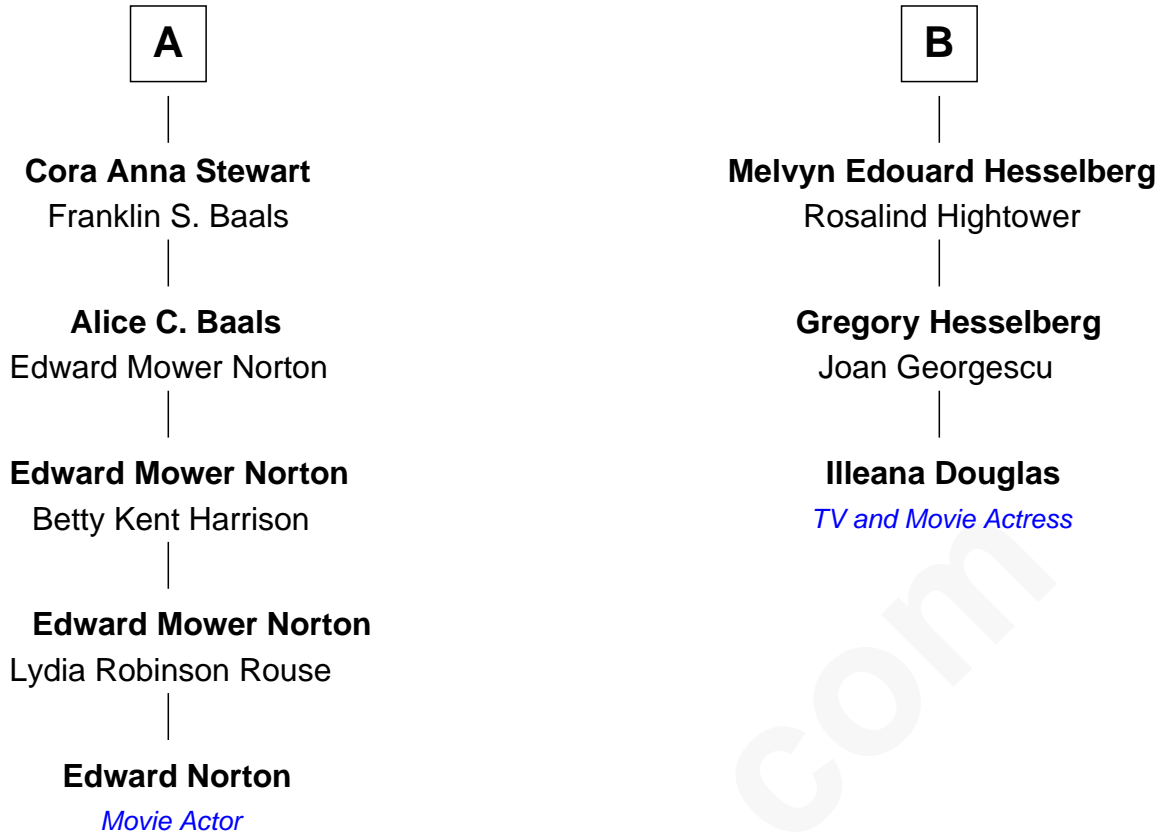 A
Cora Anna Stewart
Franklin S. Baals
Alice C. Baals
Edward Mower Norton
Edward Mower Norton
Betty Kent Harrison
Edward Mower Norton
Lydia Robinson Rouse
Edward Norton
Movie Actor
B
Melvyn Edouard Hesselberg
Rosalind Hightower
Gregory Hesselberg
Joan Georgescu
Illeana Douglas
TV and Movie Actress
com